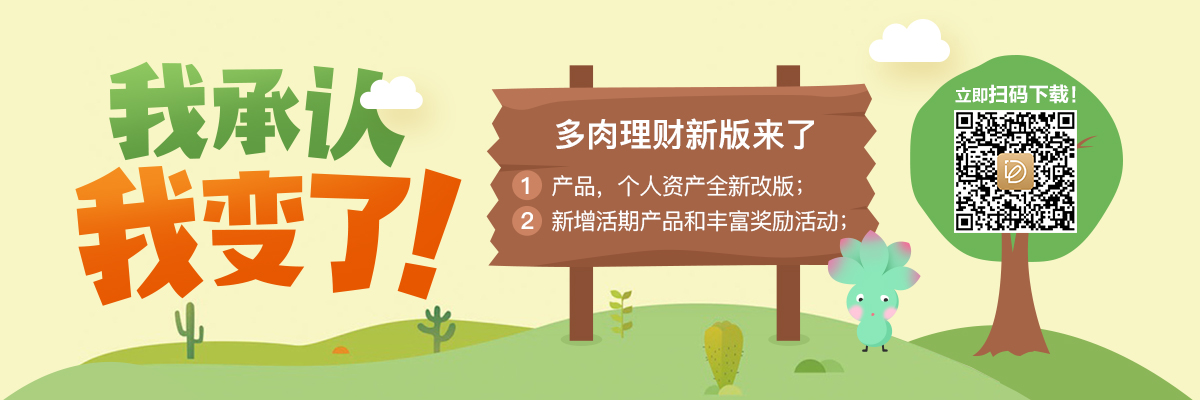 我承认
我变了!
多肉理财新版来了
1 产品，个人资产全新改版；
2 新增活期产品和丰富奖励活动；
立即扫码下载!